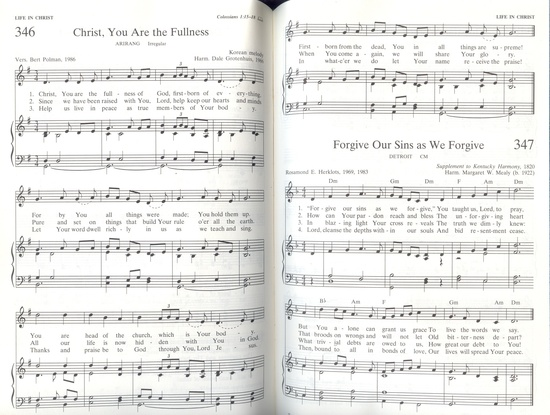 LIFE IN CHRIST
Colossians 1:15-18
346 Christ, You Are the Fullness
ARIRANG Irregular
Vers. Bert Polman, 1986
Korean melody
Harm. Dale Grotenhuis,
1. Christ, You are the full - ness of God, first-born of ev - ery-thing.
2. Since we have been raised with You, Lord, help keep our hearts and minds
3. Help us live in peace as true mem-bers of Your bod - y.
For by You all things were made; You hold them up.
Pure and set on things that build Your rule o'er all the earth.
Let Your word dwell rich - ly in us as we teach and sing.
You are head of the church, which is Your bod - y.
All our life is now hid - den with You in God.
Thanks and praise be to God through You, Lord Je - sus.
LIFE IN CHRIST
First - born from the dead, You in all things are su - preme!
When You come a - gain, we will share Your glo - ry.
In what-e'er we do let Your name re - ceive the praise!
Forgive Our Sins as We Forgive 347
DETROIT CM
Supplement to Kentucky Harmony, 1820
Rosamond E. Herklots, 1969, 1983
Harm. Margaret W. Mealy (b. 1922)
Dm Gm Dm F Am Dm
1. "For - give our sins as we for - give," You taught us, Lord, to pray,
2. How can Your par - don reach and bless The un - for - giv - ing heart
3. In blaz - ing light Your cross re - veals The truth we dim - ly knew:
4. Lord, cleanse the depths with - in our souls And bid re - sent-ment cease.
Bb Am F Gm Am Dm
But You a - lone can grant us grace To live the words we say.
That broods on wrongs and will not let Old bit - ter-ness de - part?
What triv - ial debts are owed to us, How great our debt to You!
Then, bound to all in bonds of love, Our lives will spread Your peace.